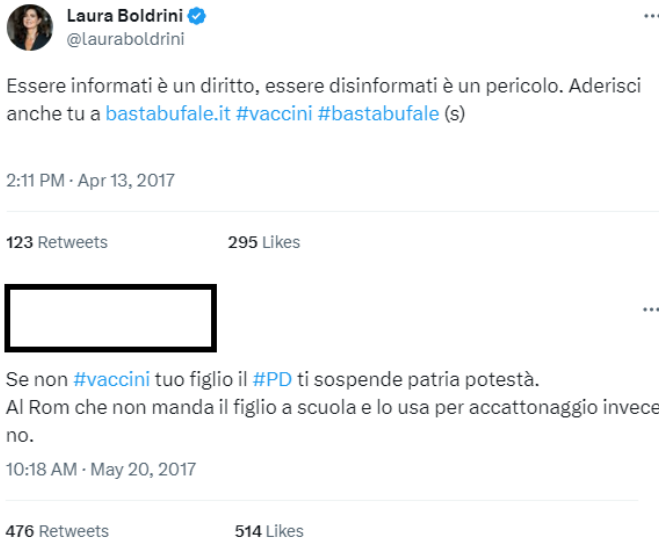 Laura Boldrini
@lauraboldrini
Essere informati è un diritto, essere disinformati è un pericolo. Aderisci
anche tu a bastabufale.it #vaccini #bastabufale (s)
2:11 PM · Apr 13, 2017
123 Retweets 295 Likes
Se non #vaccini tuo figlio il #PD ti sospende patria potestà.
Al Rom che non manda il figlio a scuola e lo usa per accattonaggio invece
no.
10:18 AM · May 20, 2017
476 Retweets 514 Likes